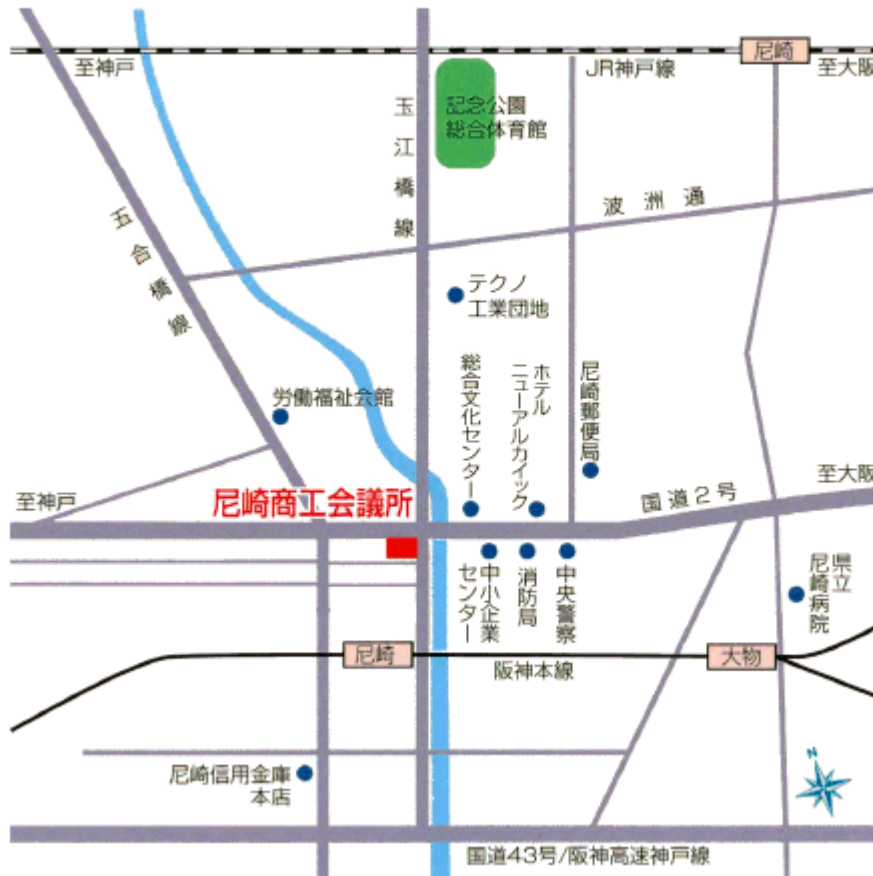 尼崎
至神戸
JR神戸線
至大阪
玉江橋線
記念公園
総合体育館
波洲通
五合橋線
テクノ
工業団地
労働福祉会館
総合文化センター
ホテル
ニューアルカイック
尼崎郵便局
至神戸
尼崎商工会議所
国道2号
至大阪
中小企業
センター
消防局
中央警察
県立
尼崎病院
尼崎
阪神本線
大物
N
尼崎信用金庫
本店
国道43号/阪神高速神戸線